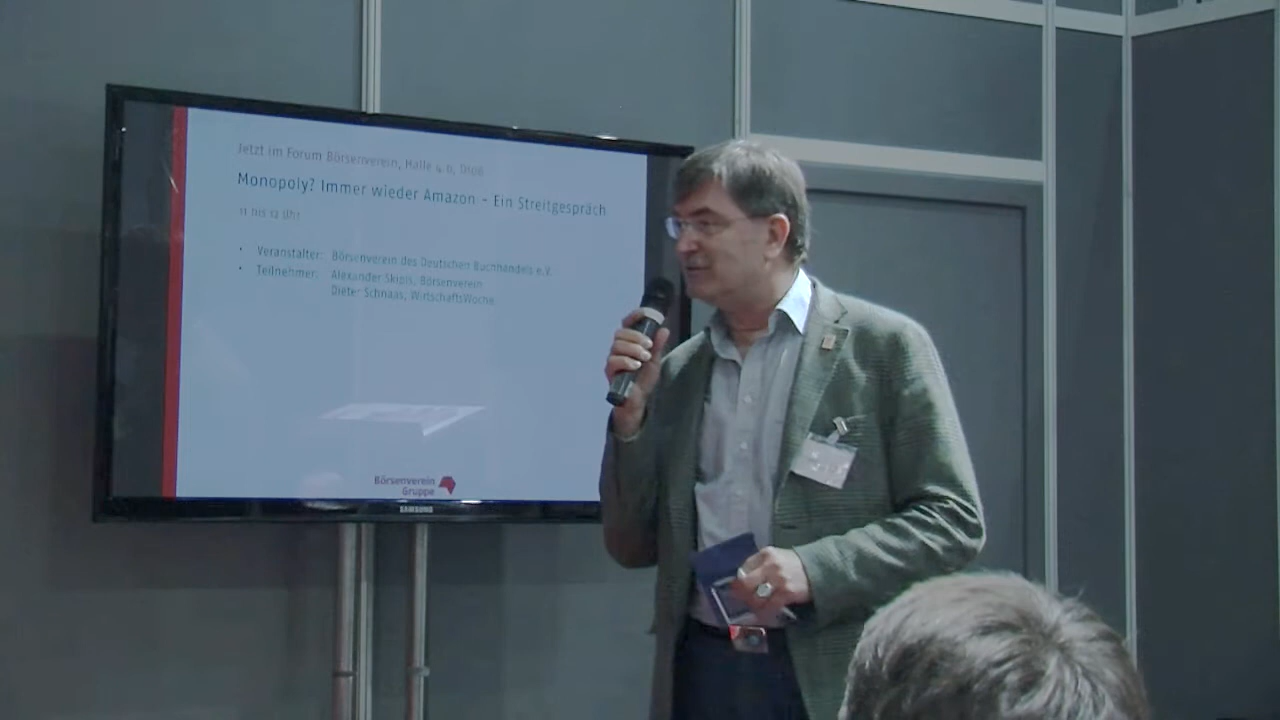 Jetzt im Forum Börsenverein, Halle 4.0,
Monopoly? Immer wieder Amazon - Ein Streitgespräch
11 bis 12 Uhr
• Veranstalter: Börsenverein des Deutschen Buchhandels e.V.
• Teilnehmer: Alexander Skipis, Börsenverein
Dieter Schnaas, WirtschaftsWoche
Börsenverein
Gruppe
SAMSUNG